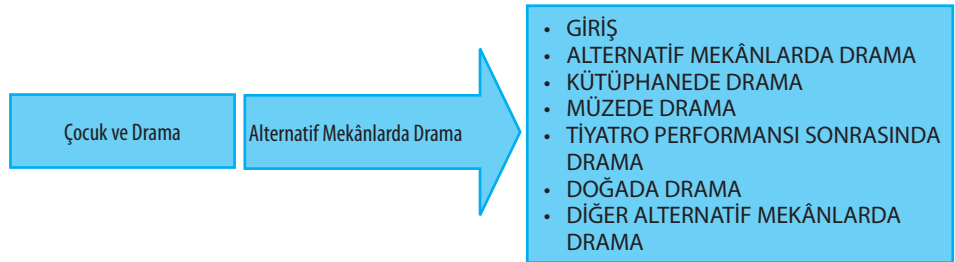 Çocuk ve Drama
Alternatif Mekânlarda Drama
• GİRİŞ
• ALTERNATİF MEKÂNLARDA DRAMA
• KÜTÜPHANEDE DRAMA
• MÜZEDE DRAMA
• TİYATRO PERFORMANSI SONRASINDA
DRAMA
• DOĞADA DRAMA
• DİĞER ALTERNATİF MEKÂNLARDA
DRAMA